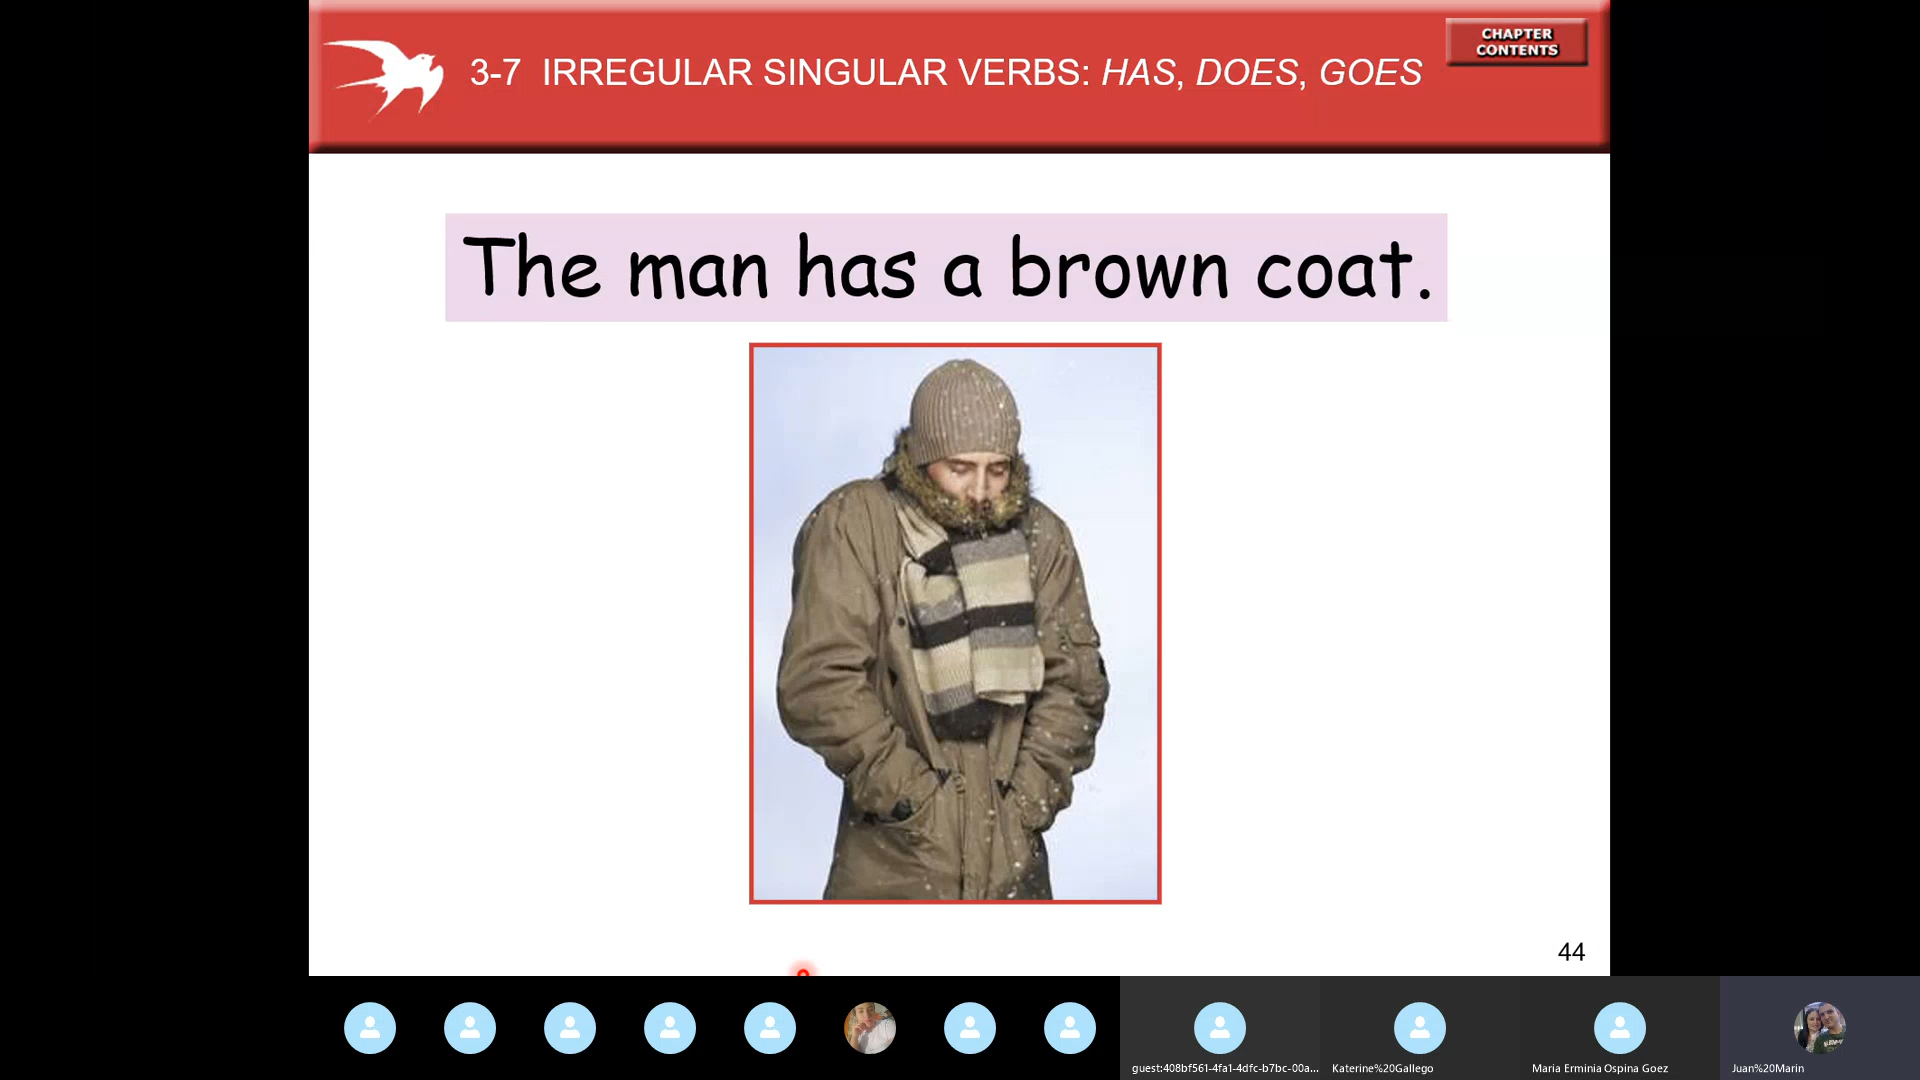 CHAPTER
CONTENTS
3-7 IRREGULAR SINGULAR VERBS: HAS, DOES, GOES
The man has a brown coat.
44
guest:408bf561-4fa1-4dfc-b7bc-00a...
Katerine%20Gallego
Maria Erminia Ospina Goez
Juan%20Marin